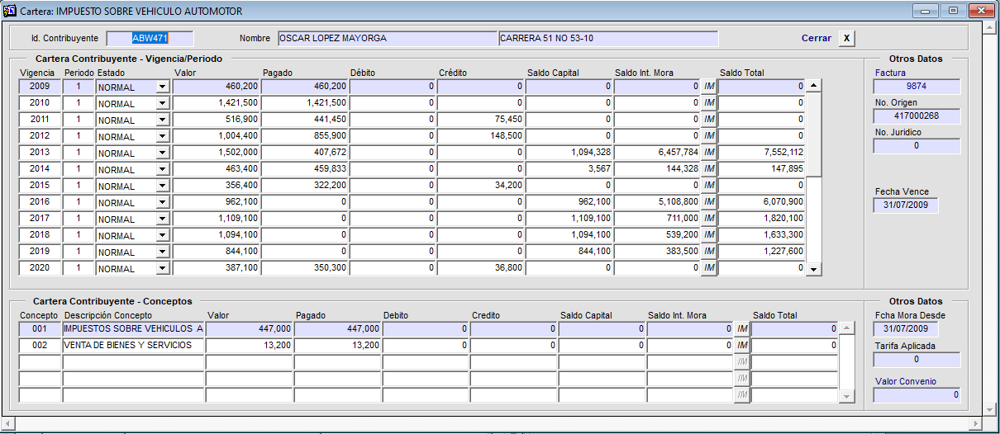 Cartera: IMPUESTO SOBRE VEHICULO AUTOMOTOR
Id. Contribuyente ABW471 Nombre OSCAR LOPEZ MAYORGA CARRERA 51 NO 53-10 Cerrar X
Cartera Contribuyente - Vigencia/Periodo
Vigencia Periodo Estado Valor Pagado Débito Crédito Saldo Capital Saldo Int. Mora Saldo Total
2009 1 NORMAL 460,200 460,200 0 0 0 0 IM 0
2010 1 NORMAL 1,421,500 1,421,500 0 0 0 0 IM 0
2011 1 NORMAL 516,900 441,450 0 75,450 0 0 IM 0
2012 1 NORMAL 1,004,400 855,900 0 148,500 0 0 IM 0
2013 1 NORMAL 1,502,000 407,672 0 0 1,094,328 6,457,784 IM 7,552,112
2014 1 NORMAL 463,400 459,833 0 0 3,567 144,328 IM 147,895
2015 1 NORMAL 356,400 322,200 0 34,200 0 0 IM 0
2016 1 NORMAL 962,100 0 0 0 962,100 5,108,800 IM 6,070,900
2017 1 NORMAL 1,109,100 0 0 0 1,109,100 711,000 IM 1,820,100
2018 1 NORMAL 1,094,100 0 0 0 1,094,100 539,200 IM 1,633,300
2019 1 NORMAL 844,100 0 0 0 844,100 383,500 IM 1,227,600
2020 1 NORMAL 387,100 350,300 0 36,800 0 0 IM 0
Otros Datos
Factura
9874
No. Origen
417000268
No. Juridico
0
Fecha Vence
31/07/2009
Cartera Contribuyente - Conceptos
Concepto Descripción Concepto Valor Pagado Debito Credito Saldo Capital Saldo Int. Mora Saldo Total
001 IMPUESTOS SOBRE VEHICULOS A 447,000 447,000 0 0 0 0 IM 0
002 VENTA DE BIENES Y SERVICIOS 13,200 13,200 0 0 0 0 IM 0
IM
IM
IM
Otros Datos
Fcha Mora Desde
31/07/2009
Tarifa Aplicada
0
Valor Convenio
0